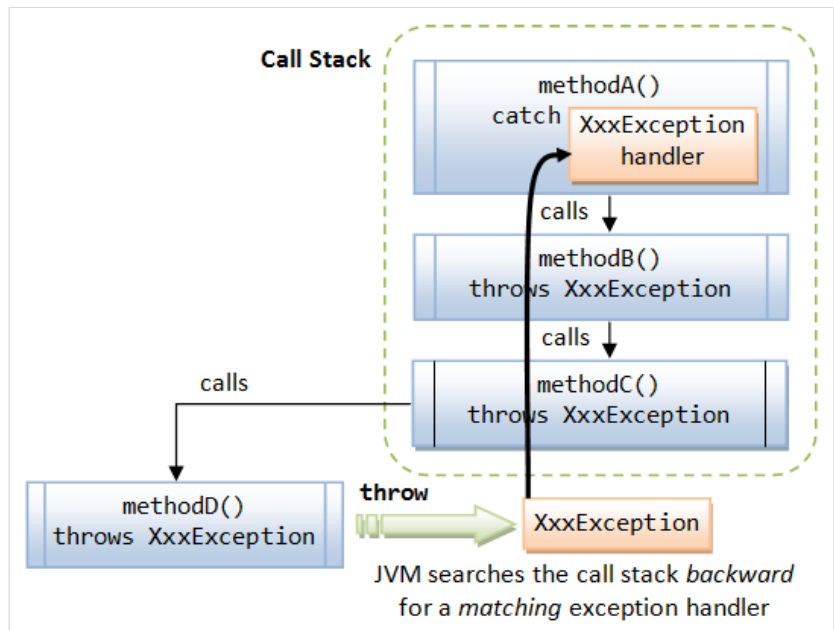 Call Stack
methodA()
catch
XxxException
handler
calls
methodB()
throws XxxException
calls
methodC()
throws XxxException
calls
methodD()
throws XxxException
throw
XxxException
JVM searches the call stack backward
for a matching exception handler